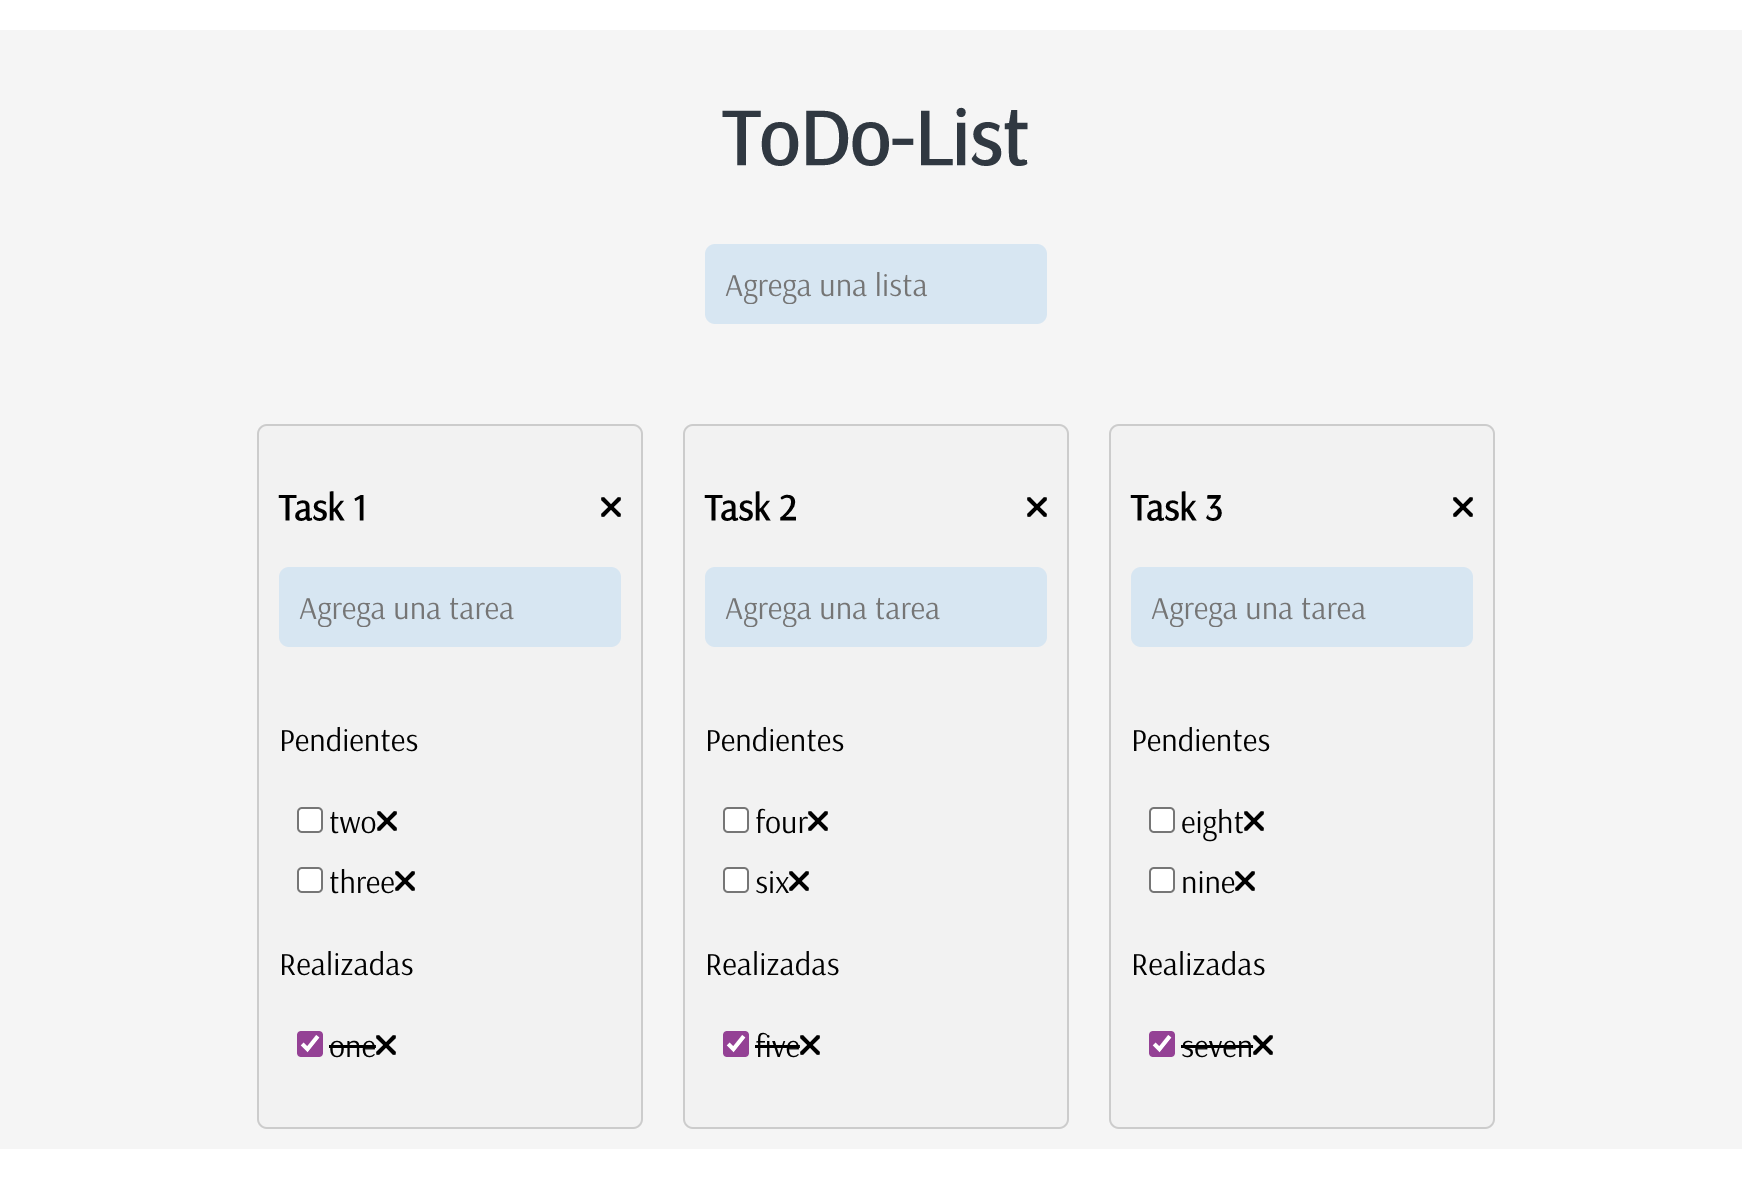 ToDo-List
Agrega una lista
Task 1
Agrega una tarea
Pendientes
two
three
Realizadas
one
Task 2
Agrega una tarea
Pendientes
four
six
Realizadas
five
Task 3
Agrega una tarea
Pendientes
eight
nine
Realizadas
seven